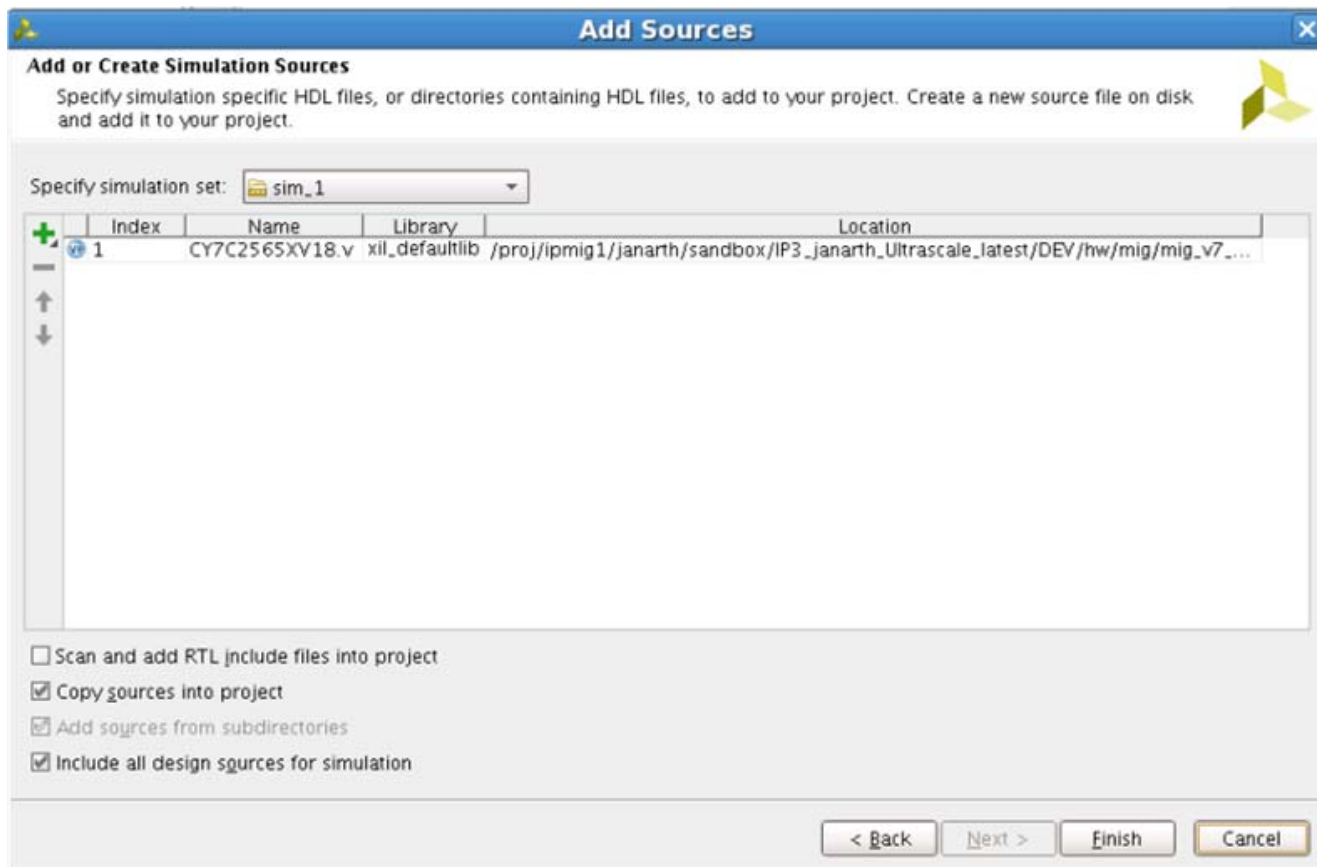 Add Sources
Add or Create Simulation Sources
Specify simulation specific HDL files, or directories containing HDL files, to add to your project. Create a new source file on disk
and add it to your project.
Specify simulation set: sim_1
Index Name Library Location
1 CY7C2565XV18.v xil_defaultlib /proj/ipmig1/janarth/sandbox/IP3_janarth_Ultrascale_latest/DEV/hw/mig/mig_v7_...
Scan and add RTL include files into project
Copy sources into project
Add sources from subdirectories
Include all design sources for simulation
< Back Next > Finish Cancel